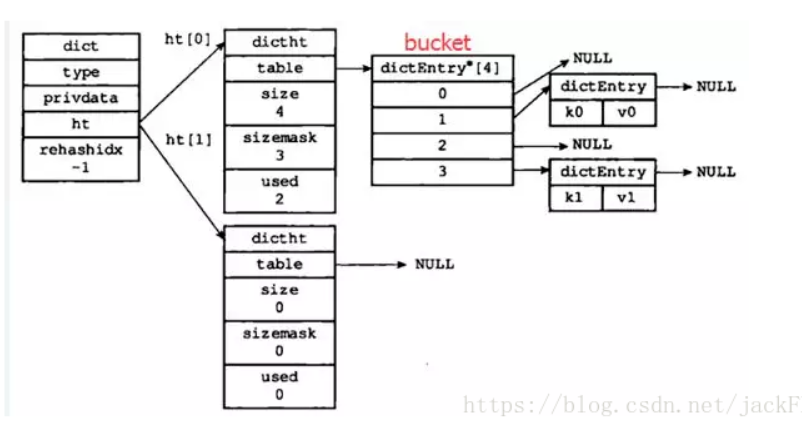 dict
type
privdata
ht
rehashidx
-1
ht[0]
ht[1]
dictht
table
size
4
sizemask
3
used
2
bucket
dictEntry*[4]
0
1
2
3
NULL
dictEntry
k0 v0
NULL
NULL
dictEntry
k1 v1
NULL
dictht
table
size
0
sizemask
0
used
0
NULL
https://blog.csdn.net/jackF